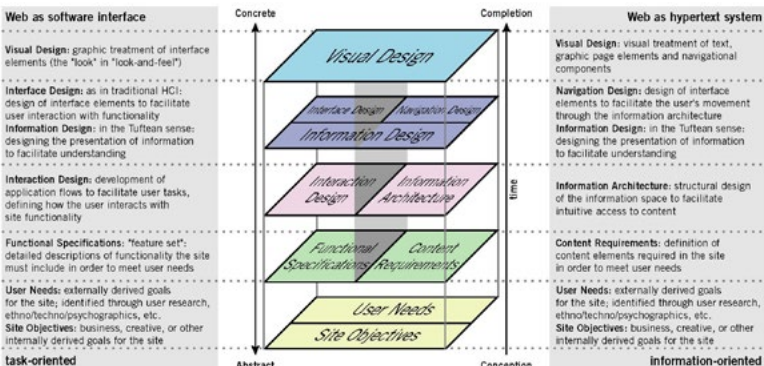 Web as software interface
Visual Design: graphic treatment of interface
elements (the "look" in "look-and-feel")
Interface Design: as in traditional HCI:
design of interface elements to facilitate
user interaction with functionality
Information Design: in the Tuftean sense:
designing the presentation of information
to facilitate understanding
Interaction Design: development of
application flows to facilitate user tasks,
defining how the user interacts with
site functionality
Functional Specifications: "feature set":
detailed descriptions of functionality the site
must include in order to meet user needs
User Needs: externally derived goals
for the site; identified through user research,
ethno/techno/psychographics, etc.
Site Objectives: business, creative, or other
internally derived goals for the site
task-oriented
Concrete
Completion
Visual Design
Interface Design
Navigation Design
Information Design
Interaction
Design
Information
Architecture
Functional
Specifications
Content
Requirements
User Needs
Site Objectives
time
Abstract
Conception
Web as hypertext system
Visual Design: visual treatment of text,
graphic page elements and navigational
components
Navigation Design: design of interface
elements to facilitate the user's movement
through the information architecture
Information Design: in the Tuftean sense:
designing the presentation of information
to facilitate understanding
Information Architecture: structural design
of the information space to facilitate
intuitive access to content
Content Requirements: definition of
content elements required in the site
in order to meet user needs
User Needs: externally derived goals
for the site; identified through user research,
ethno/techno/psychographics, etc.
Site Objectives: business, creative, or other
internally derived goals for the site
information-oriented